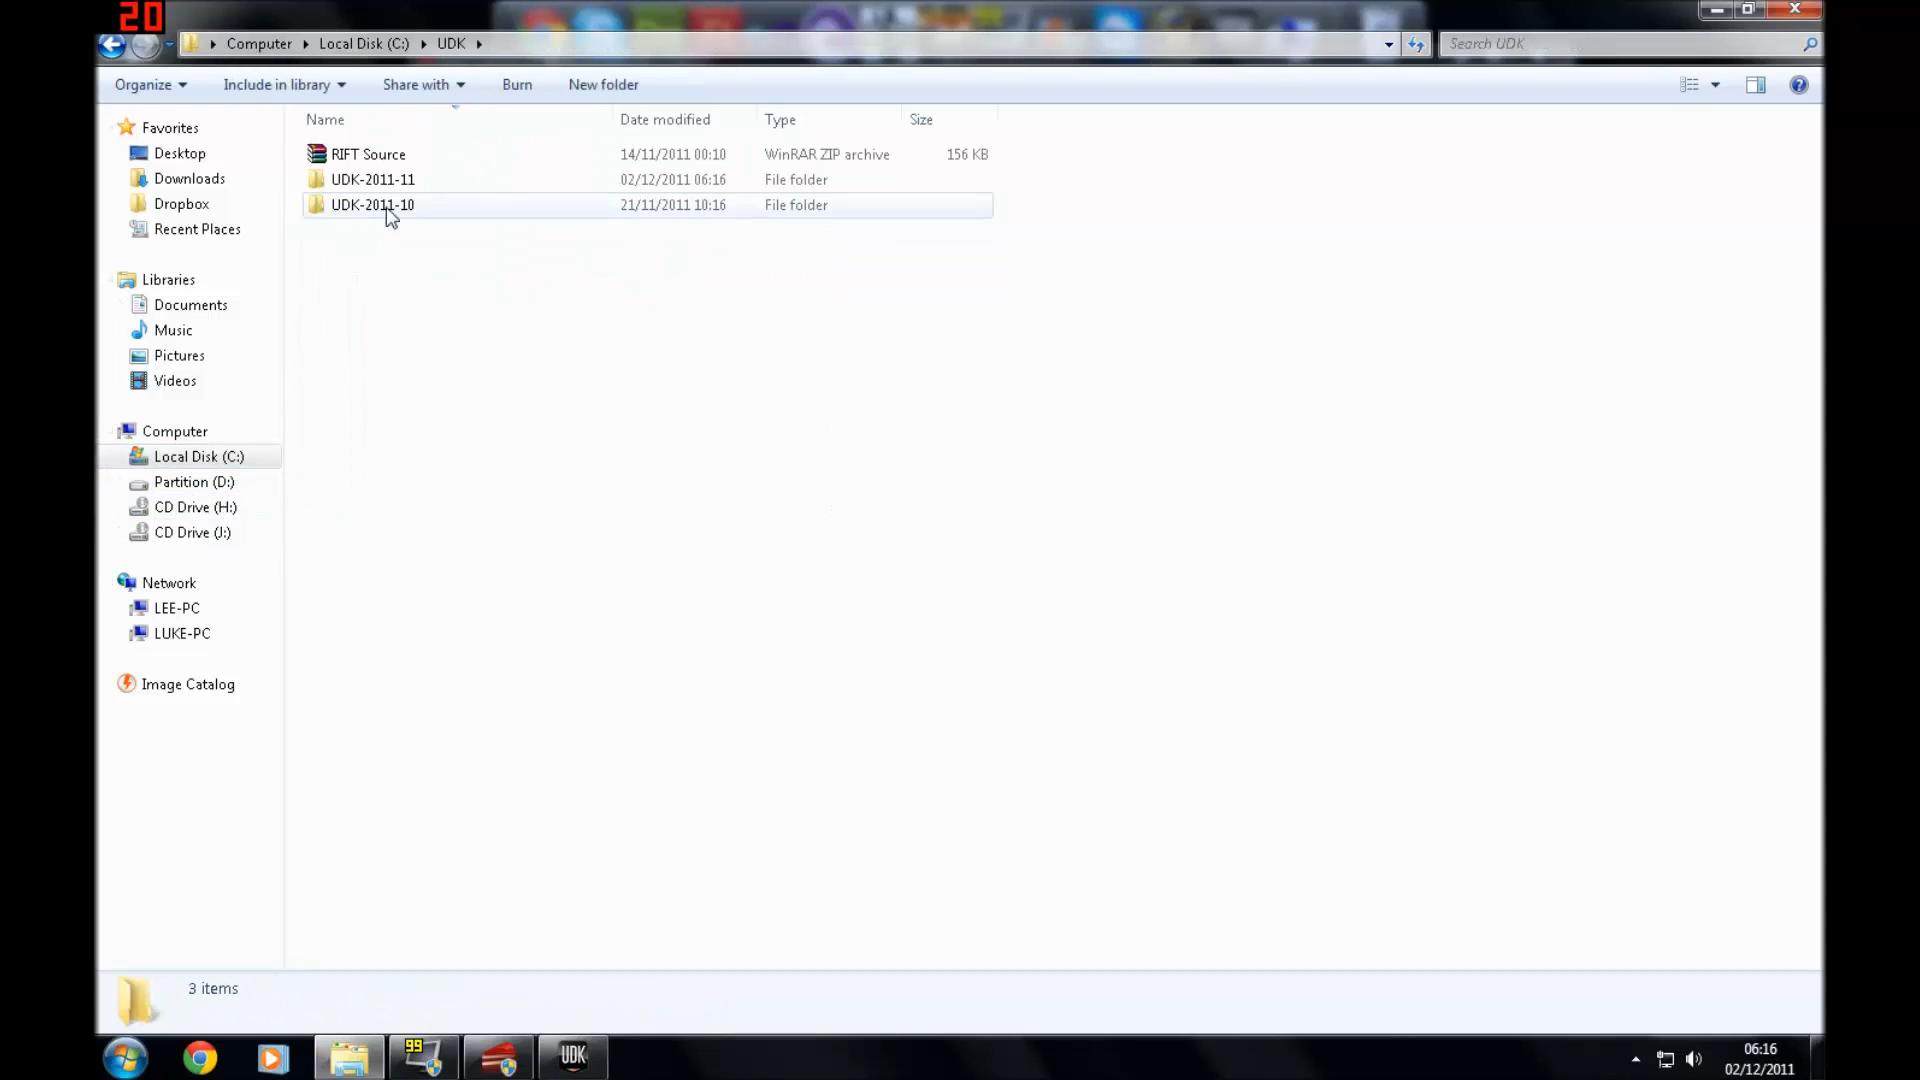 20
Computer Local Disk (C:) UDK
Search UDK
Organize Include in library Share with Burn New folder
Name Date modified Type Size
RIFT Source 14/11/2011 00:10 WinRAR ZIP archive 156 KB
UDK-2011-11 02/12/2011 06:16 File folder
UDK-2011-10 21/11/2011 10:16 File folder
Favorites
Desktop
Downloads
Dropbox
Recent Places
Libraries
Documents
Music
Pictures
Videos
Computer
Local Disk (C:)
Partition (D:)
CD Drive (H:)
CD Drive (J:)
Network
LEE-PC
LUKE-PC
Image Catalog
3 items
99
UDK
06:16
02/12/2011